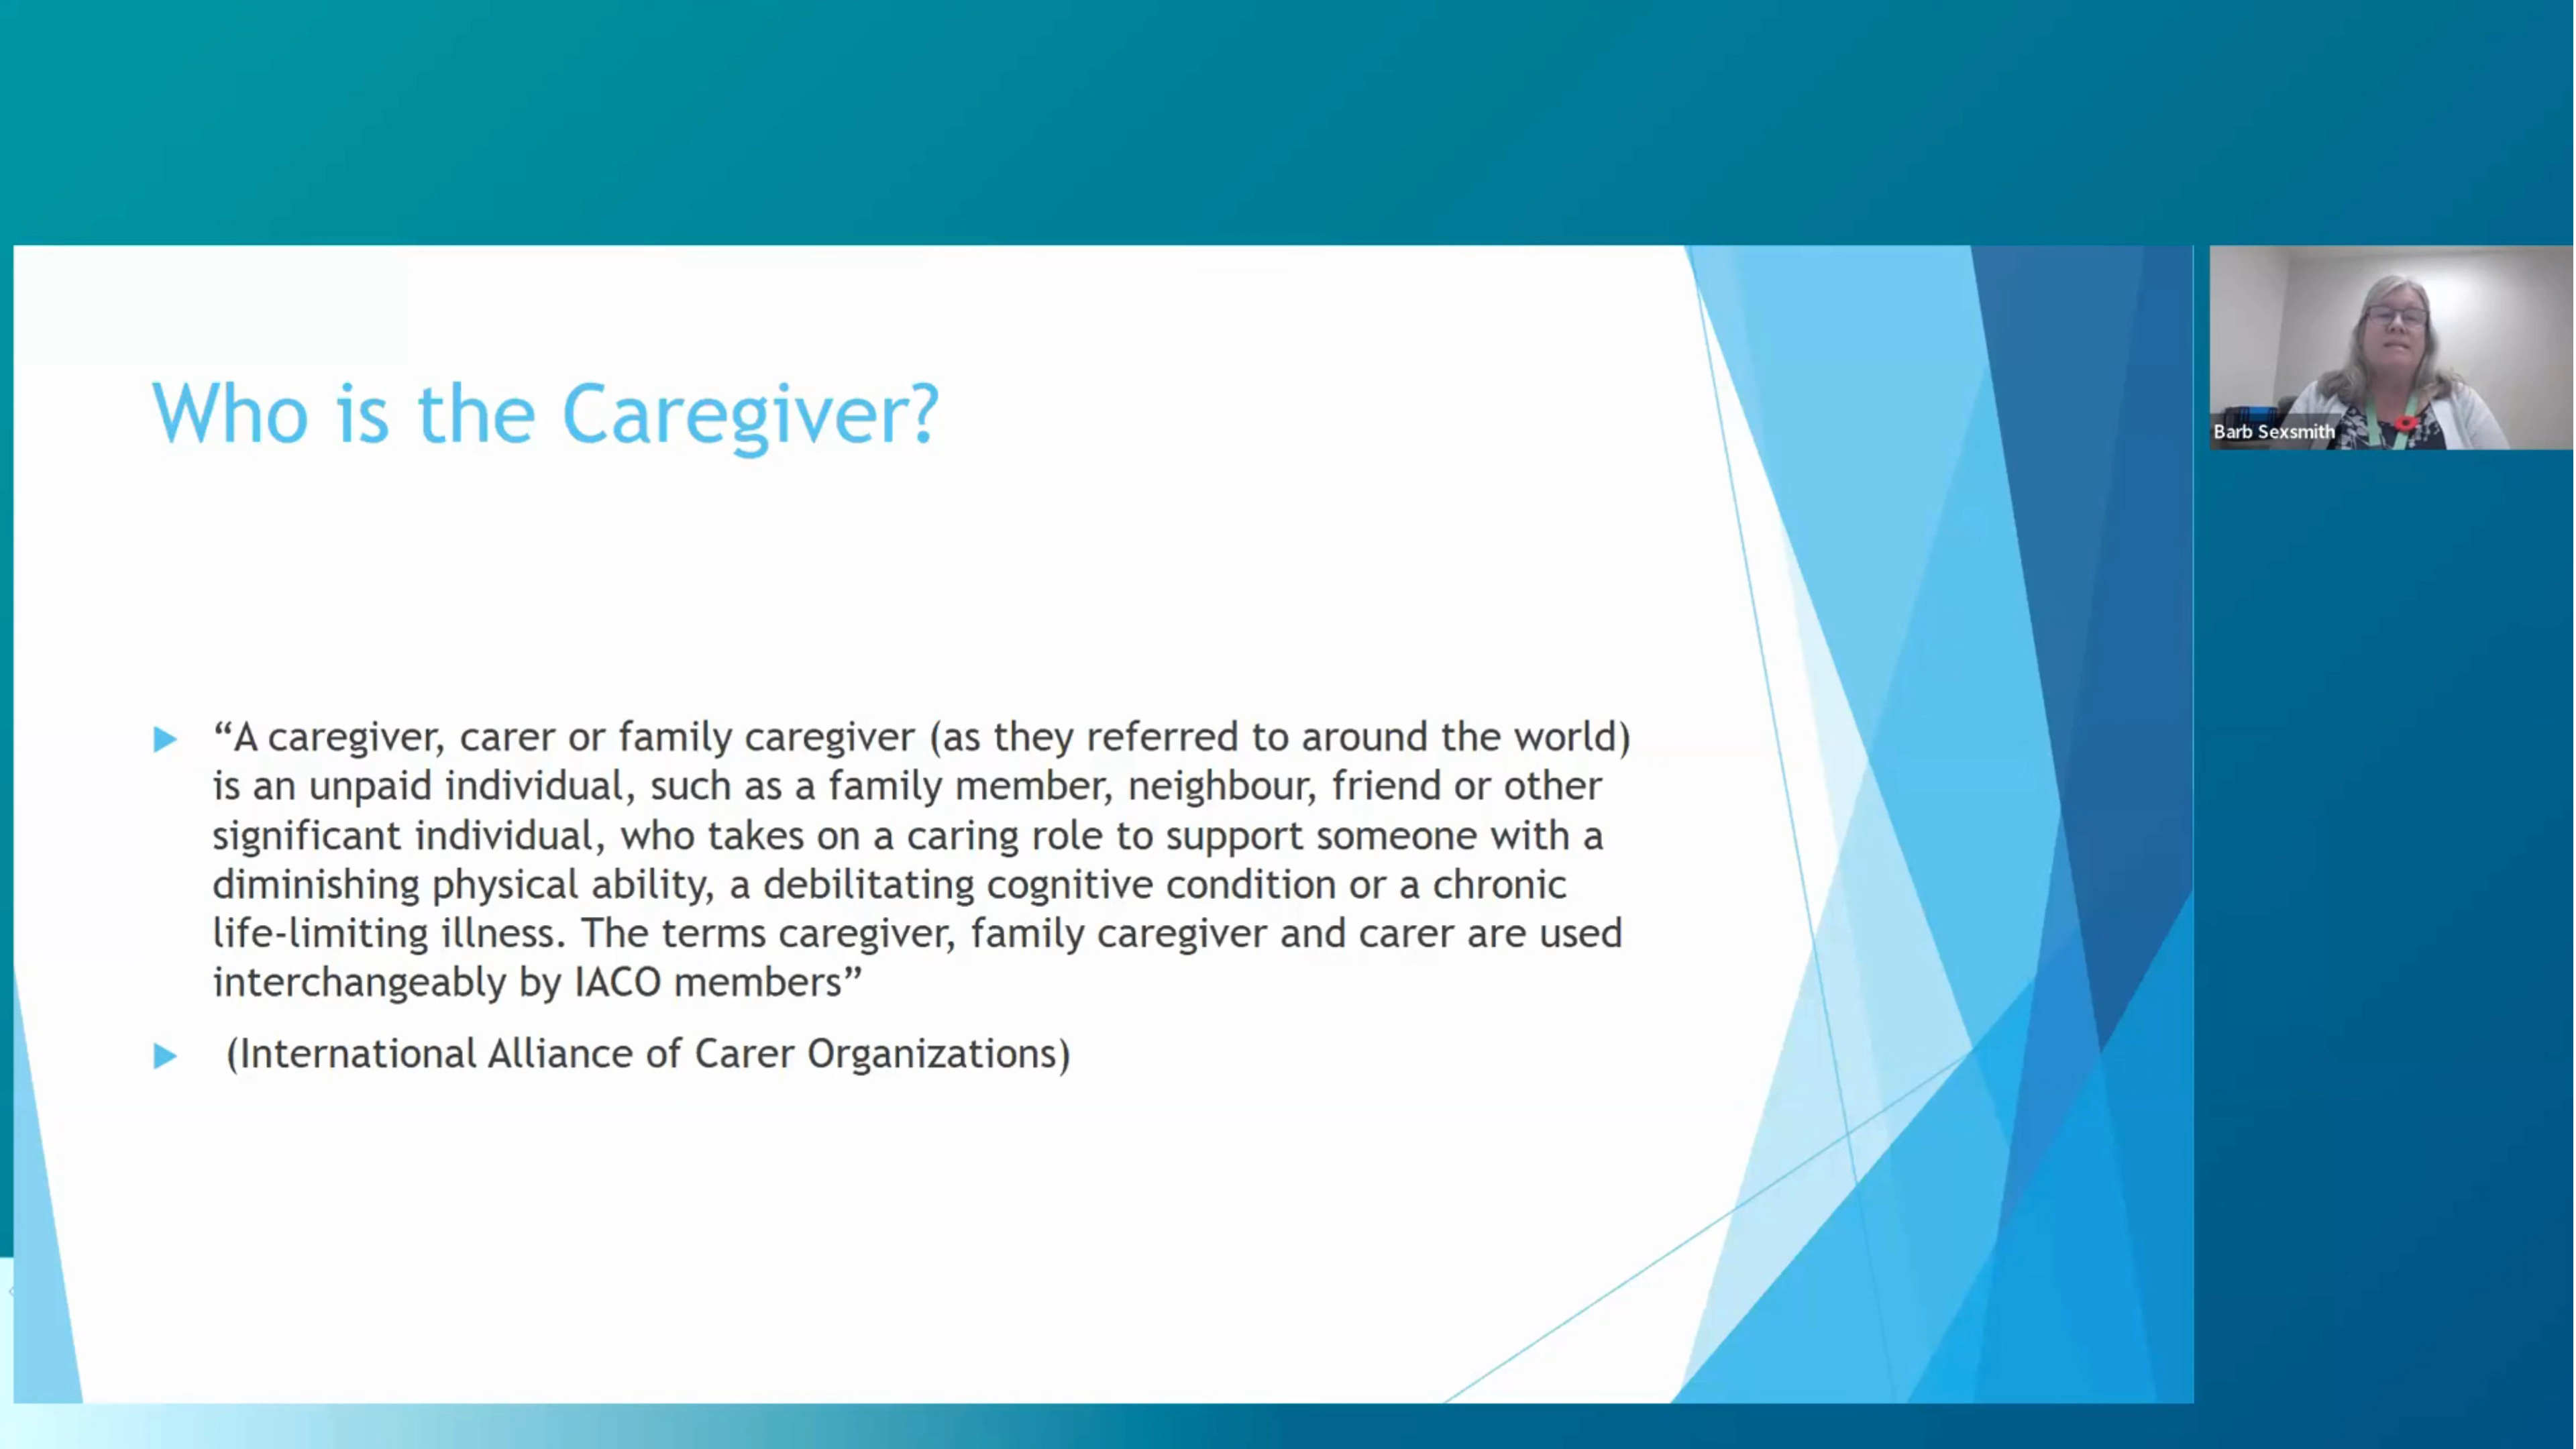 Who is the Caregiver?
“A caregiver, carer or family caregiver (as they referred to around the world)
is an unpaid individual, such as a family member, neighbour, friend or other
significant individual, who takes on a caring role to support someone with a
diminishing physical ability, a debilitating cognitive condition or a chronic
life-limiting illness. The terms caregiver, family caregiver and carer are used
interchangeably by IACO members”
(International Alliance of Carer Organizations)
Barb Sexsmith